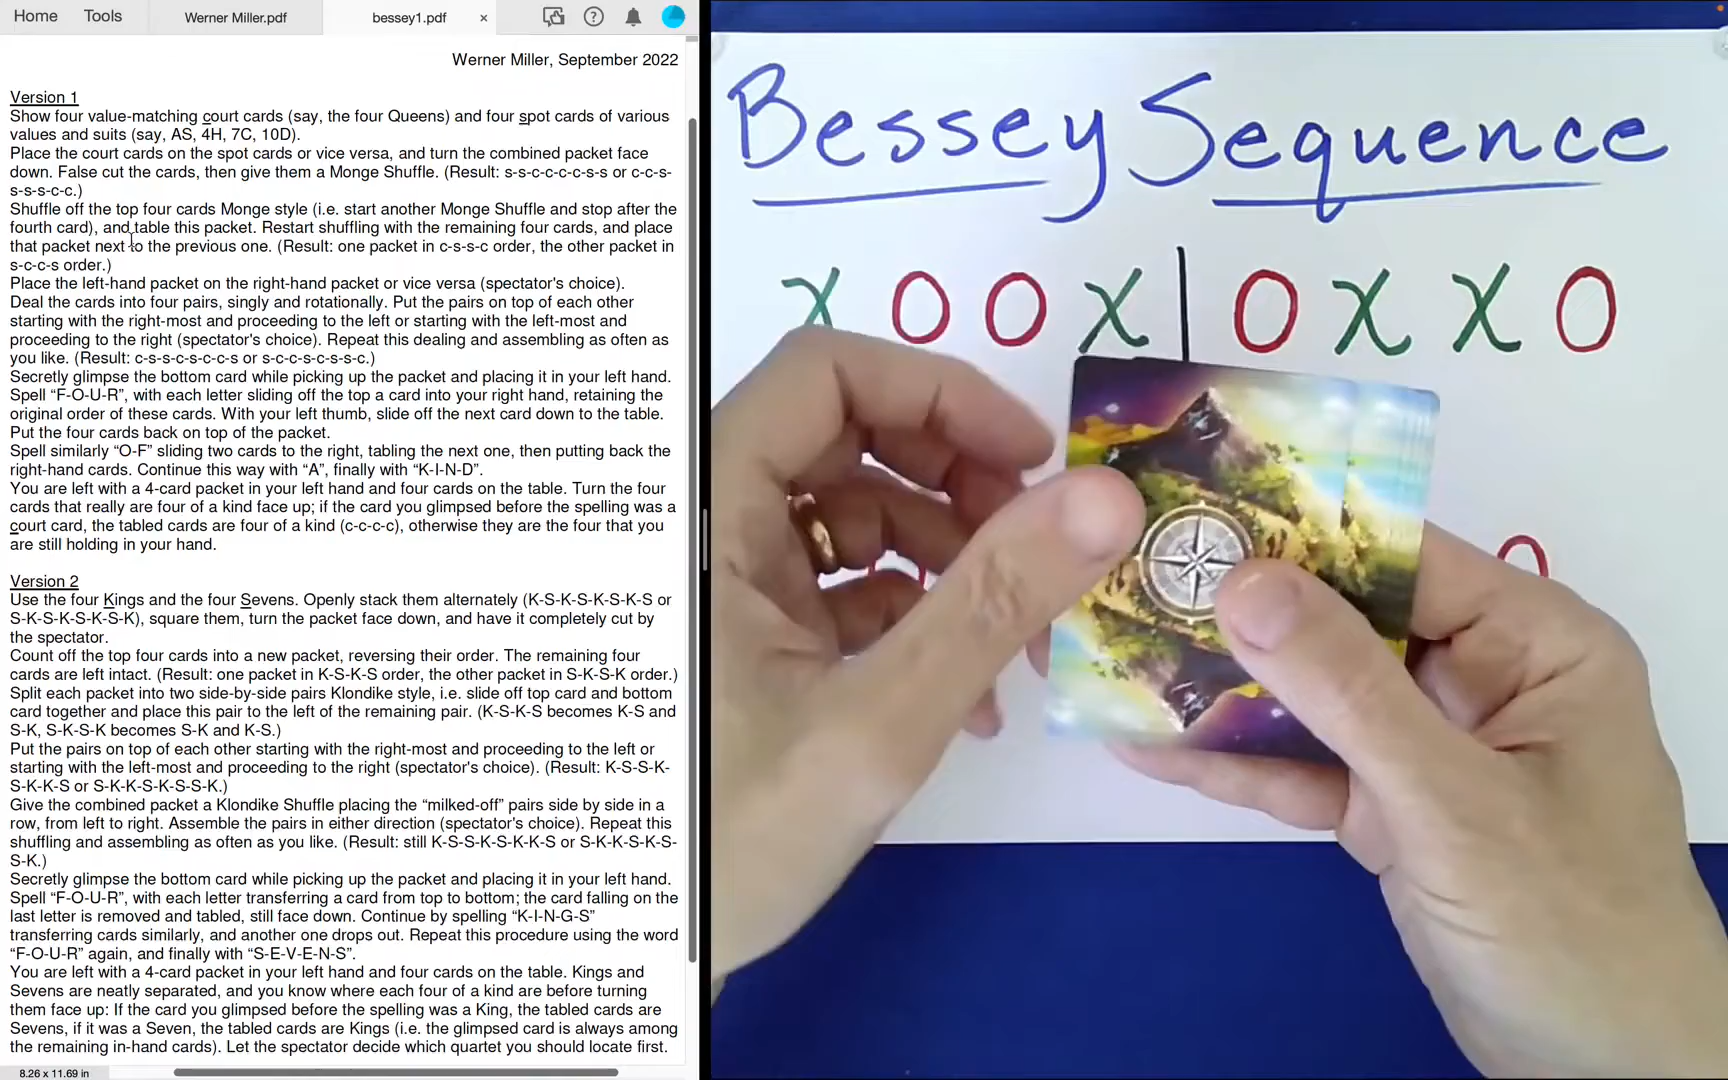 Home Tools Werner Miller.pdf bessey1.pdf ×
Werner Miller, September 2022
Version 1
Show four value-matching court cards (say, the four Queens) and four spot cards of various
values and suits (say, AS, 4H, 7C, 10D).
Place the court cards on the spot cards or vice versa, and turn the combined packet face
down. False cut the cards, then give them a Monge Shuffle. (Result: s-s-c-c-c-c-s-s or c-c-s-
s-s-s-c-c.)
Shuffle off the top four cards Monge style (i.e. start another Monge Shuffle and stop after the
fourth card), and table this packet. Restart shuffling with the remaining four cards, and place
that packet next to the previous one. (Result: one packet in c-s-s-c order, the other packet in
s-c-c-s order.)
Place the left-hand packet on the right-hand packet or vice versa (spectator's choice).
Deal the cards into four pairs, singly and rotationally. Put the pairs on top of each other
starting with the right-most and proceeding to the left or starting with the left-most and
proceeding to the right (spectator's choice). Repeat this dealing and assembling as often as
you like. (Result: c-s-s-c-s-c-c-s or s-c-c-s-c-s-s-c.)
Secretly glimpse the bottom card while picking up the packet and placing it in your left hand.
Spell “F-O-U-R”, with each letter sliding off the top a card into your right hand, retaining the
original order of these cards. With your left thumb, slide off the next card down to the table.
Put the four cards back on top of the packet.
Spell similarly “O-F” sliding two cards to the right, tabling the next one, then putting back the
right-hand cards. Continue this way with “A”, finally with “K-I-N-D”.
You are left with a 4-card packet in your left hand and four cards on the table. Turn the four
cards that really are four of a kind face up; if the card you glimpsed before the spelling was a
court card, the tabled cards are four of a kind (c-c-c-c), otherwise they are the four that you
are still holding in your hand.
Version 2
Use the four Kings and the four Sevens. Openly stack them alternately (K-S-K-S-K-S-K-S or
S-K-S-K-S-K-S-K), square them, turn the packet face down, and have it completely cut by
the spectator.
Count off the top four cards into a new packet, reversing their order. The remaining four
cards are left intact. (Result: one packet in K-S-K-S order, the other packet in S-K-S-K order.)
Split each packet into two side-by-side pairs Klondike style, i.e. slide off top card and bottom
card together and place this pair to the left of the remaining pair. (K-S-K-S becomes K-S and
S-K, S-K-S-K becomes S-K and K-S.)
Put the pairs on top of each other starting with the right-most and proceeding to the left or
starting with the left-most and proceeding to the right (spectator's choice). (Result: K-S-S-K-
S-K-K-S or S-K-K-S-K-S-S-K.)
Give the combined packet a Klondike Shuffle placing the “milked-off” pairs side by side in a
row, from left to right. Assemble the pairs in either direction (spectator's choice). Repeat this
shuffling and assembling as often as you like. (Result: still K-S-S-K-S-K-K-S or S-K-K-S-K-S-
S-K.)
Secretly glimpse the bottom card while picking up the packet and placing it in your left hand.
Spell “F-O-U-R”, with each letter transferring a card from top to bottom; the card falling on the
last letter is removed and tabled, still face down. Continue by spelling “K-I-N-G-S”
transferring cards similarly, and another one drops out. Repeat this procedure using the word
“F-O-U-R” again, and finally with “S-E-V-E-N-S”.
You are left with a 4-card packet in your left hand and four cards on the table. Kings and
Sevens are neatly separated, and you know where each four of a kind are before turning
them face up: If the card you glimpsed before the spelling was a King, the tabled cards are
Sevens, if it was a Seven, the tabled cards are Kings (i.e. the glimpsed card is always among
the remaining in-hand cards). Let the spectator decide which quartet you should locate first.
8.26 x 11.69 in
Bessey Sequence
X O O X | O X X O